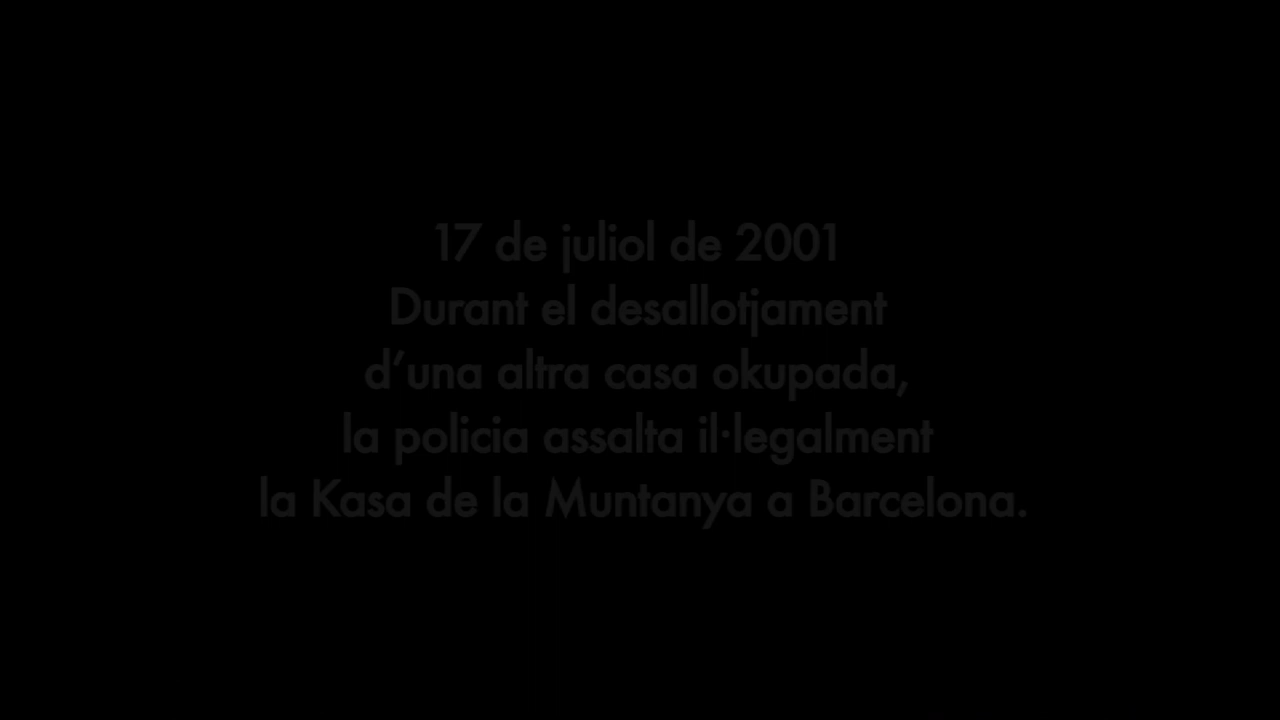 17 de juliol de 2001
Durant el desallotjament
d’una altra casa okupada,
la policia assalta il·legalment
la Kasa de la Muntanya a Barcelona.